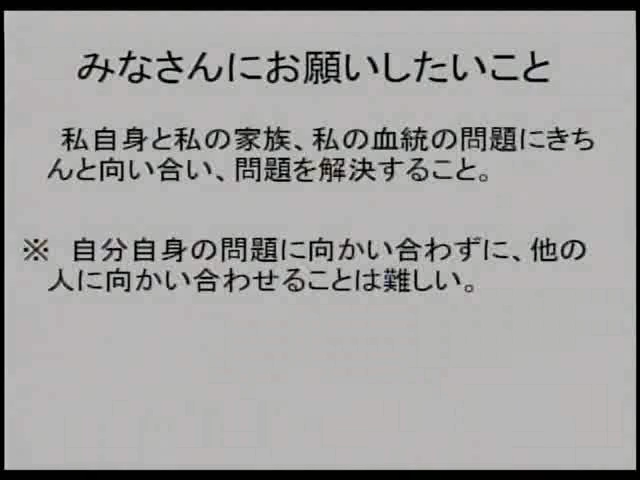 みなさんにお願いしたいこと
私自身と私の家族、私の血統の問題にきち
んと向い合い、問題を解決すること。
※ 自分自身の問題に向かい合わずに、他の
人に向かい合わせることは難しい。